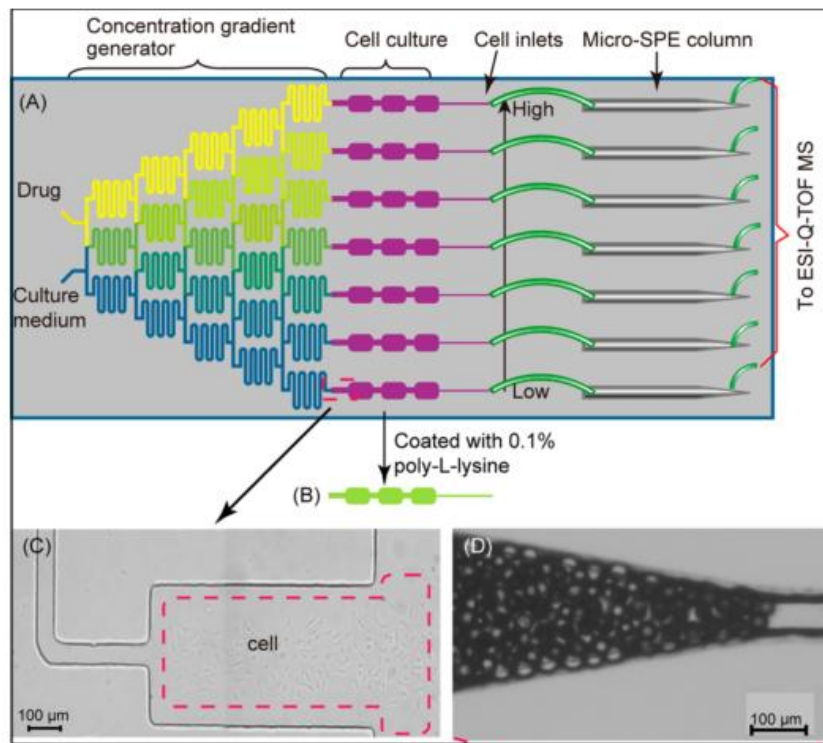 Concentration gradient
generator
Cell culture
Cell inlets
Micro-SPE column
(A)
High
Drug
Culture
medium
Low
To ESI-Q-TOF MS
Coated with 0.1%
poly-L-lysine
(B)
(C)
cell
100 µm
(D)
100 µm